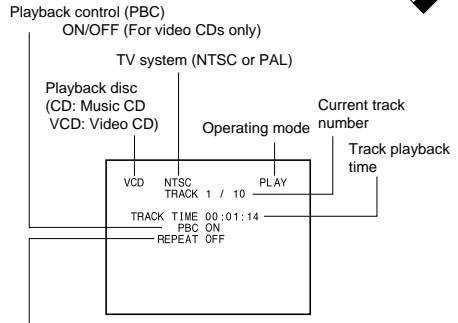 Playback control (PBC)
ON/OFF (For video CDs only)
TV system (NTSC or PAL)
Playback disc
(CD: Music CD
VCD: Video CD)
Operating mode
Current track
number
Track playback
time
VCD NTSC PLAY
TRACK 1 / 10
TRACK TIME 00:01:14
PBC ON
REPEAT OFF